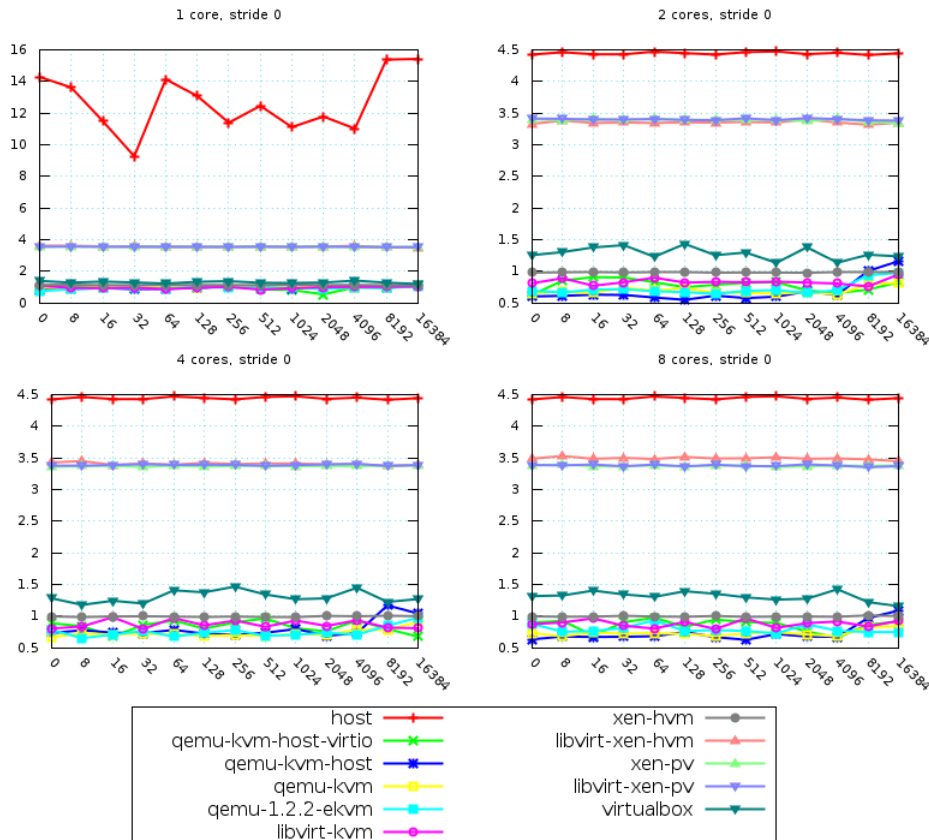 1 core, stride 0
16
14
12
10
8
6
4
2
0
0 8 16 32 64 128 256 512 1024 2048 4096 8192 16384
2 cores, stride 0
4.5
4
3.5
3
2.5
2
1.5
1
0.5
0 8 16 32 64 128 256 512 1024 2048 4096 8192 16384
4 cores, stride 0
4.5
4
3.5
3
2.5
2
1.5
1
0.5
0 8 16 32 64 128 256 512 1024 2048 4096 8192 16384
8 cores, stride 0
4.5
4
3.5
3
2.5
2
1.5
1
0.5
0 8 16 32 64 128 256 512 1024 2048 4096 8192 16384
host
qemu-kvm-host-virtio
qemu-kvm-host
qemu-kvm
qemu-1.2.2-ekvm
libvirt-kvm
xen-hvm
libvirt-xen-hvm
xen-pv
libvirt-xen-pv
virtualbox